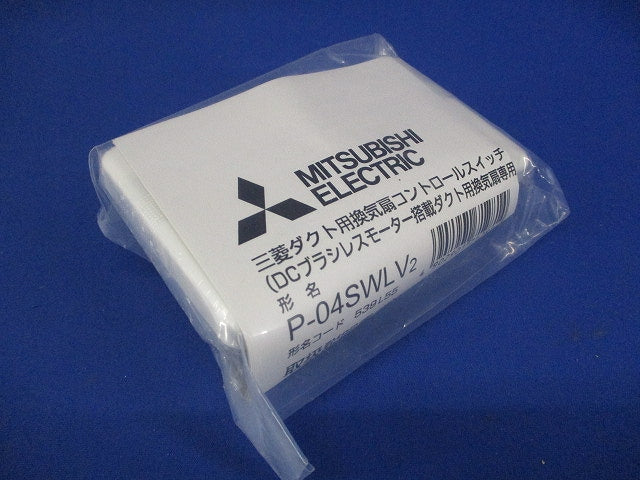 MITSUBISHI
ELECTRIC
三菱ダクト用換気扇コントロールスイッチ
(DCブラシレスモーター搭載ダクト用換気扇専用
形名
P-04SWLV2
形名コード 539L55